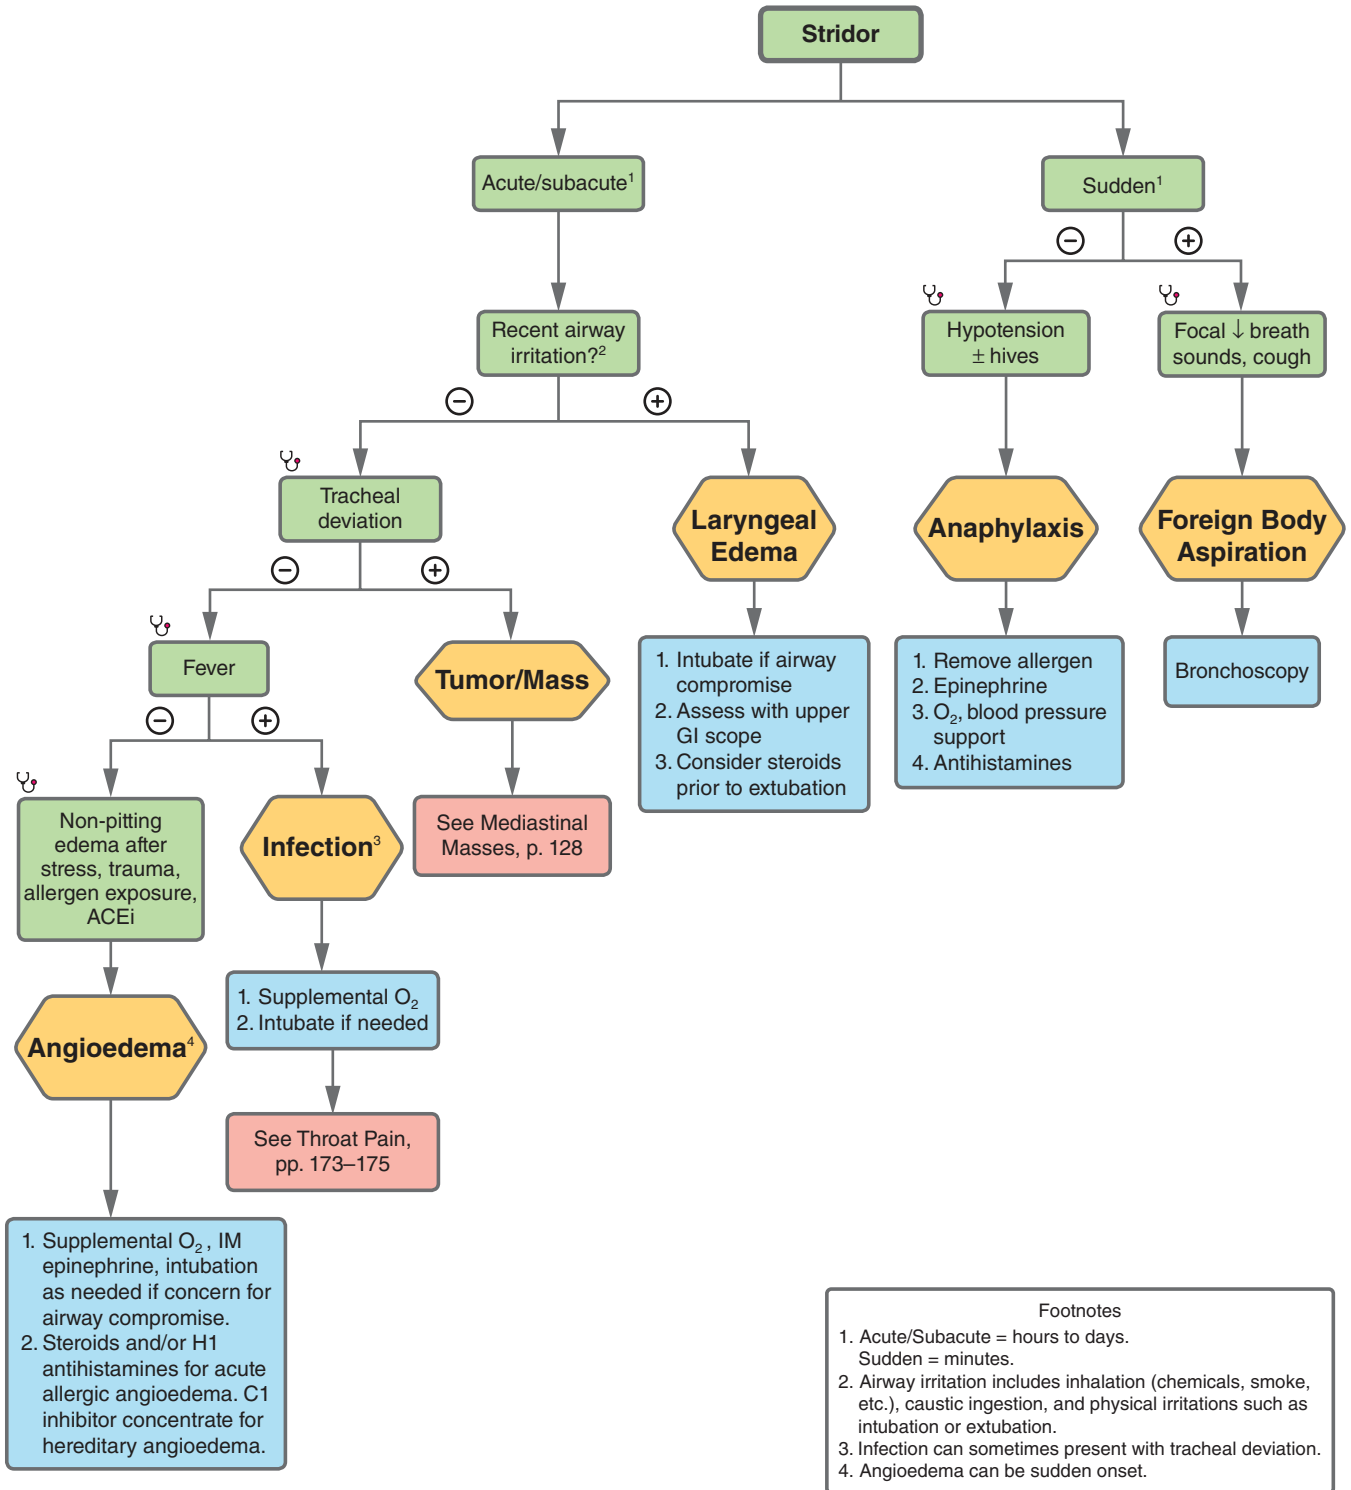 Stridor
Acute/subacute1
Sudden1
− +
Recent airway
irritation?2
Hypotension
± hives
Focal ↓ breath
sounds, cough
− +
Tracheal
deviation
Laryngeal
Edema
Anaphylaxis
Foreign Body
Aspiration
− +
Fever
Tumor/Mass
1. Intubate if airway
compromise
2. Assess with upper
GI scope
3. Consider steroids
prior to extubation
1. Remove allergen
2. Epinephrine
3. O2, blood pressure
support
4. Antihistamines
Bronchoscopy
− +
Non-pitting
edema after
stress, trauma,
allergen exposure,
ACEi
Infection3
See Mediastinal
Masses, p. 128
1. Supplemental O2
2. Intubate if needed
Angioedema4
See Throat Pain,
pp. 173–175
1. Supplemental O2, IM
epinephrine, intubation
as needed if concern for
airway compromise.
2. Steroids and/or H1
antihistamines for acute
allergic angioedema. C1
inhibitor concentrate for
hereditary angioedema.
Footnotes
1. Acute/Subacute = hours to days.
Sudden = minutes.
2. Airway irritation includes inhalation (chemicals, smoke,
etc.), caustic ingestion, and physical irritations such as
intubation or extubation.
3. Infection can sometimes present with tracheal deviation.
4. Angioedema can be sudden onset.